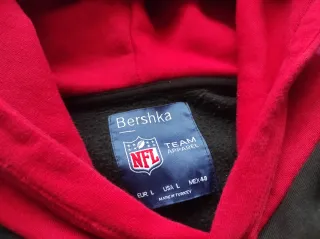 Bershka
NFL
TEAM
APPAREL
EUR L USA L MEX 40
MADE IN TURKEY